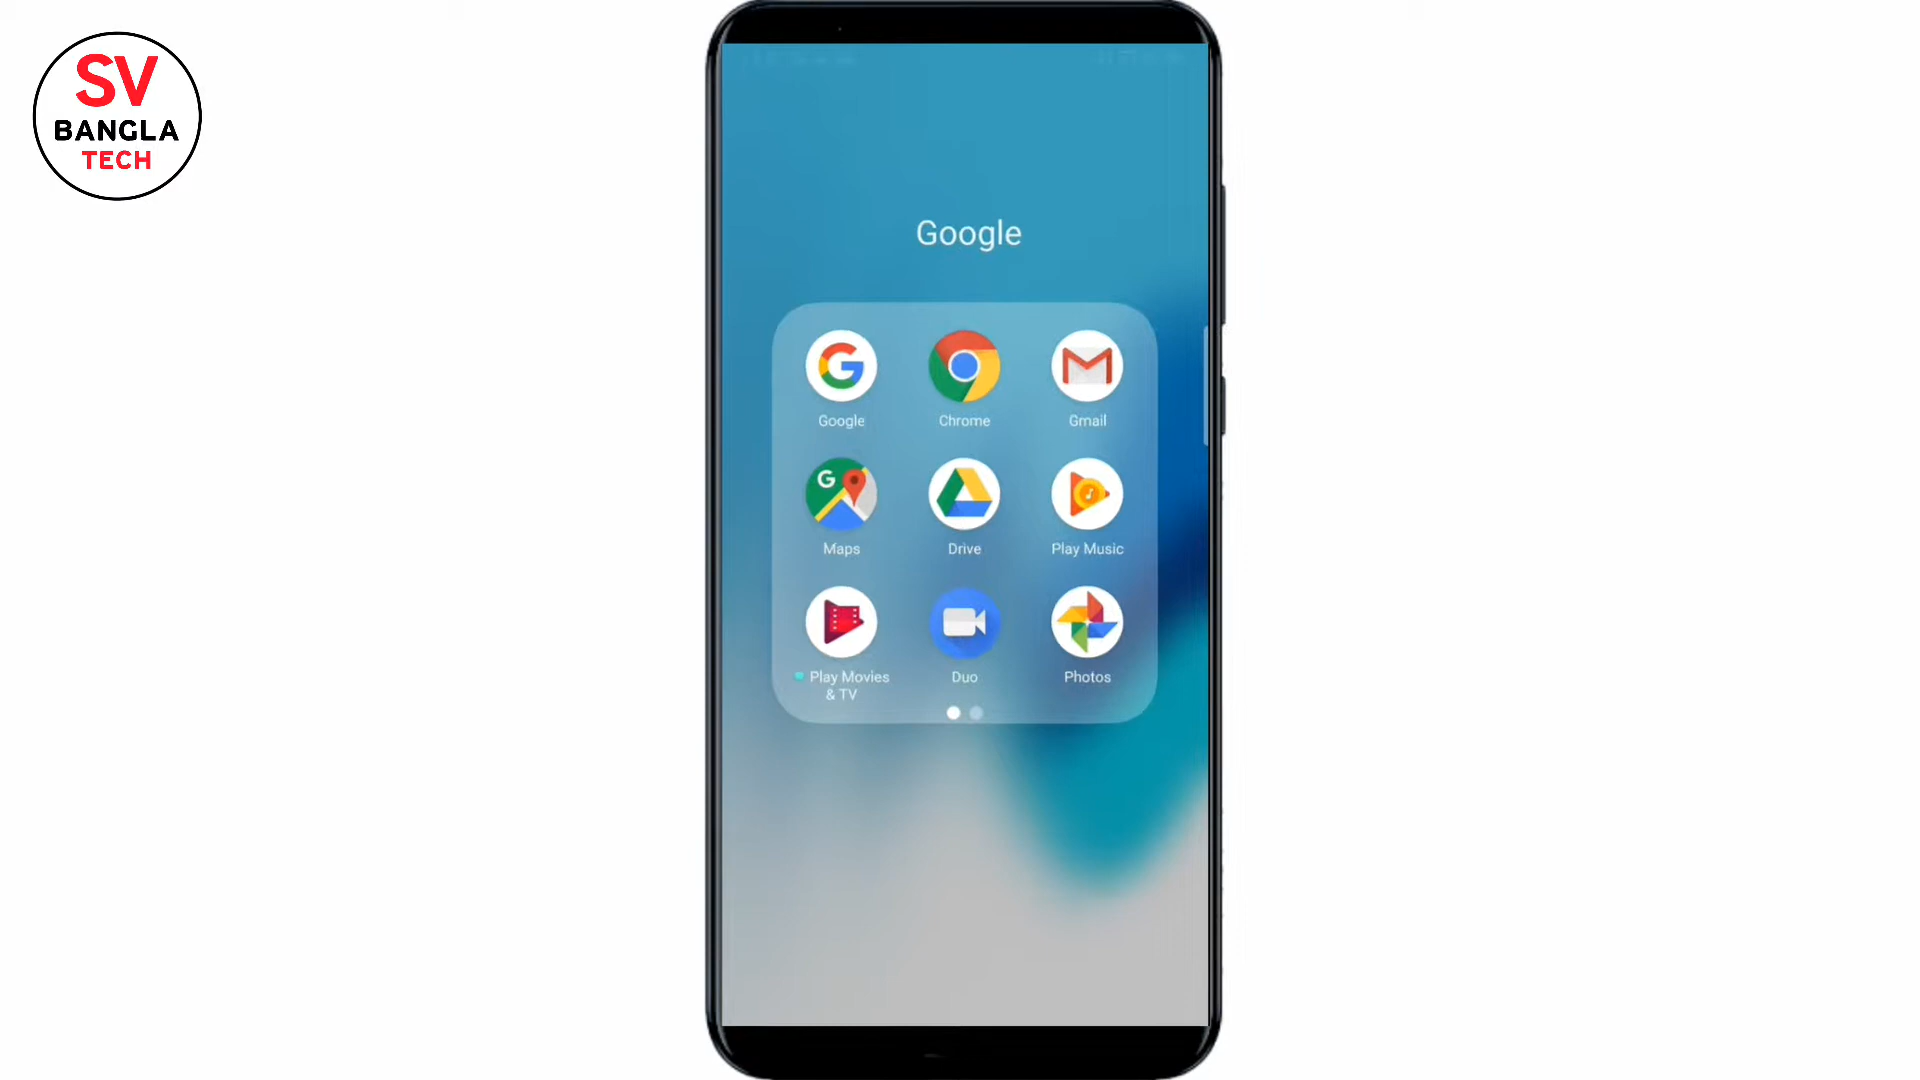 SV
BANGLA
TECH
Google
Google
Chrome
Gmail
Maps
Drive
Play Music
Play Movies
& TV
Duo
Photos